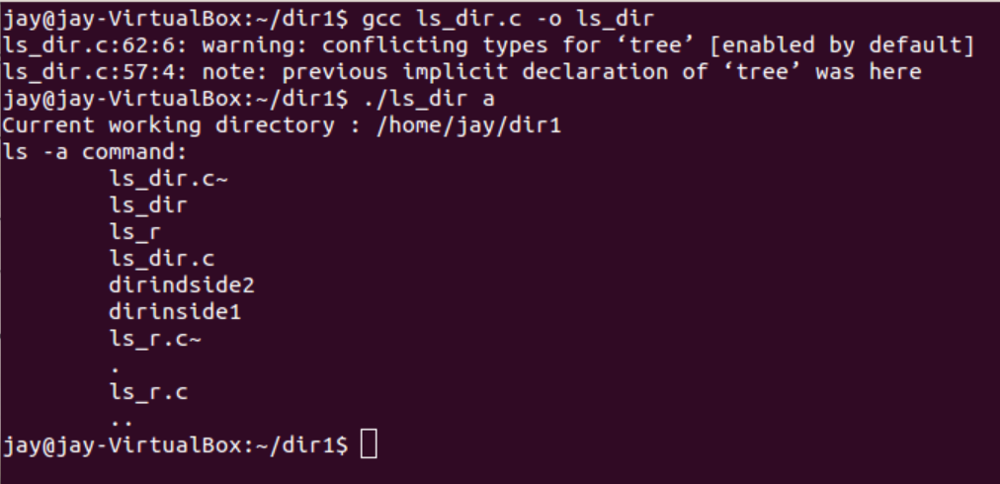 jay@jay-VirtualBox:~/dir1$ gcc ls_dir.c -o ls_dir
ls_dir.c:62:6: warning: conflicting types for ‘tree’ [enabled by default]
ls_dir.c:57:4: note: previous implicit declaration of ‘tree’ was here
jay@jay-VirtualBox:~/dir1$ ./ls_dir a
Current working directory : /home/jay/dir1
ls -a command:
ls_dir.c~
ls_dir
ls_r
ls_dir.c
dirindside2
dirinside1
ls_r.c~
.
ls_r.c
..
jay@jay-VirtualBox:~/dir1$